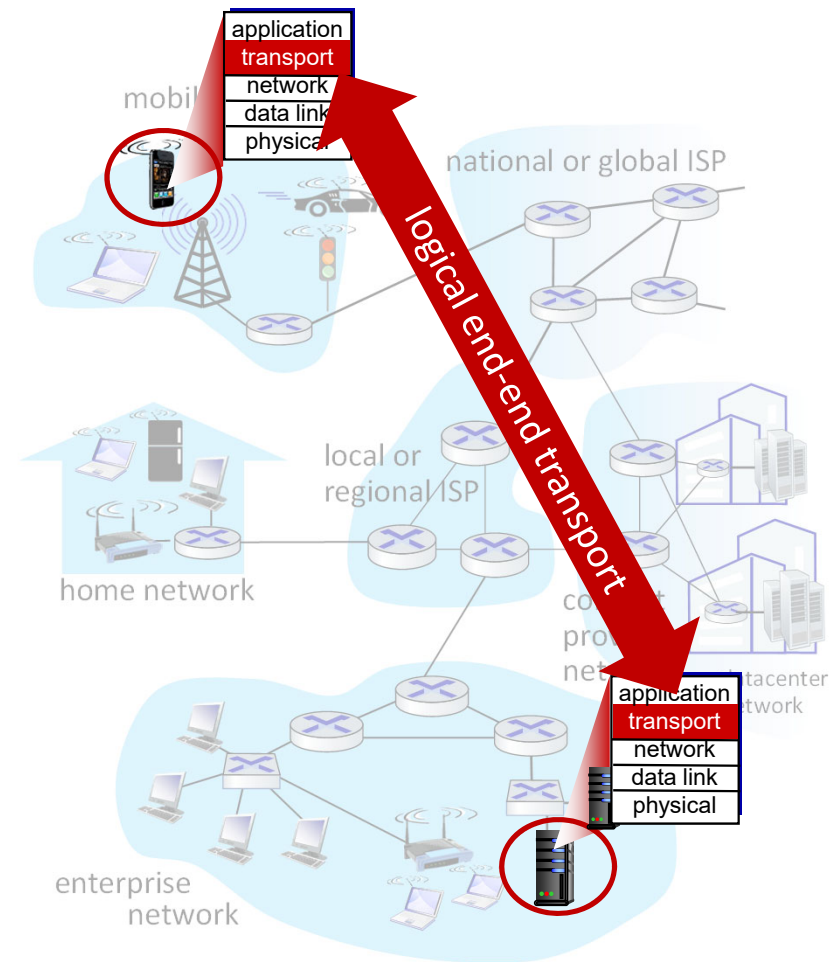 application
transport
network
data link
physical
mobil
national or global ISP
logical end-end transport
local or
regional ISP
home network
application
transport
network
data link
physical
enterprise
network